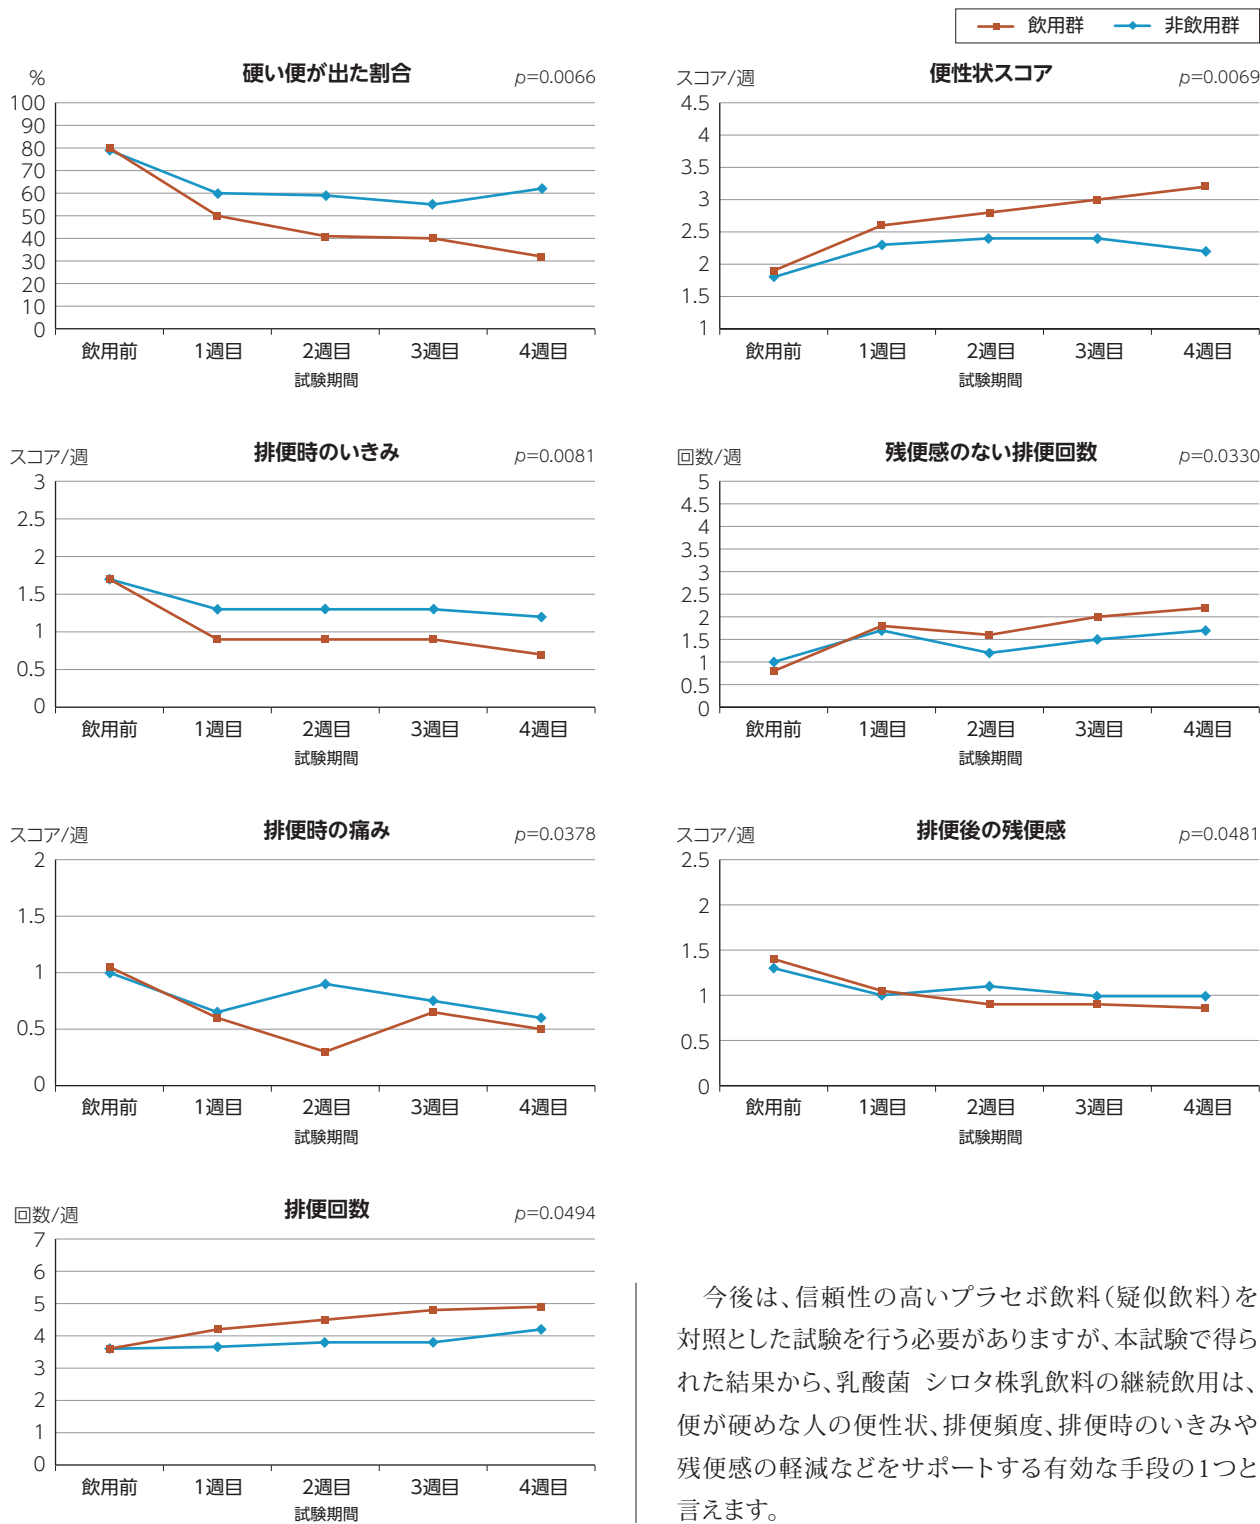 飲用群 非飲用群
% 硬い便が出た割合 p=0.0066
100
90
80
70
60
50
40
30
20
10
0
飲用前 1週目 2週目 3週目 4週目
試験期間
スコア/週 便性状スコア p=0.0069
4.5
4
3.5
3
2.5
2
1.5
1
飲用前 1週目 2週目 3週目 4週目
試験期間
スコア/週 排便時のいきみ p=0.0081
3
2.5
2
1.5
1
0.5
0
飲用前 1週目 2週目 3週目 4週目
試験期間
回数/週 残便感のない排便回数 p=0.0330
5
4.5
4
3.5
3
2.5
2
1.5
1
0.5
0
飲用前 1週目 2週目 3週目 4週目
試験期間
スコア/週 排便時の痛み p=0.0378
2
1.5
1
0.5
0
飲用前 1週目 2週目 3週目 4週目
試験期間
スコア/週 排便後の残便感 p=0.0481
2.5
2
1.5
1
0.5
0
飲用前 1週目 2週目 3週目 4週目
試験期間
回数/週 排便回数 p=0.0494
7
6
5
4
3
2
1
0
飲用前 1週目 2週目 3週目 4週目
試験期間
今後は、信頼性の高いプラセボ飲料(疑似飲料)を
対照とした試験を行う必要がありますが、本試験で得ら
れた結果から、乳酸菌 シロタ株乳飲料の継続飲用は、
便が硬めな人の便性状、排便頻度、排便時のいきみや
残便感の軽減などをサポートする有効な手段の1つと
言えます。